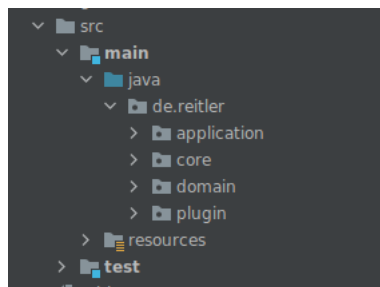 src
main
java
de.reitler
application
core
domain
plugin
resources
test